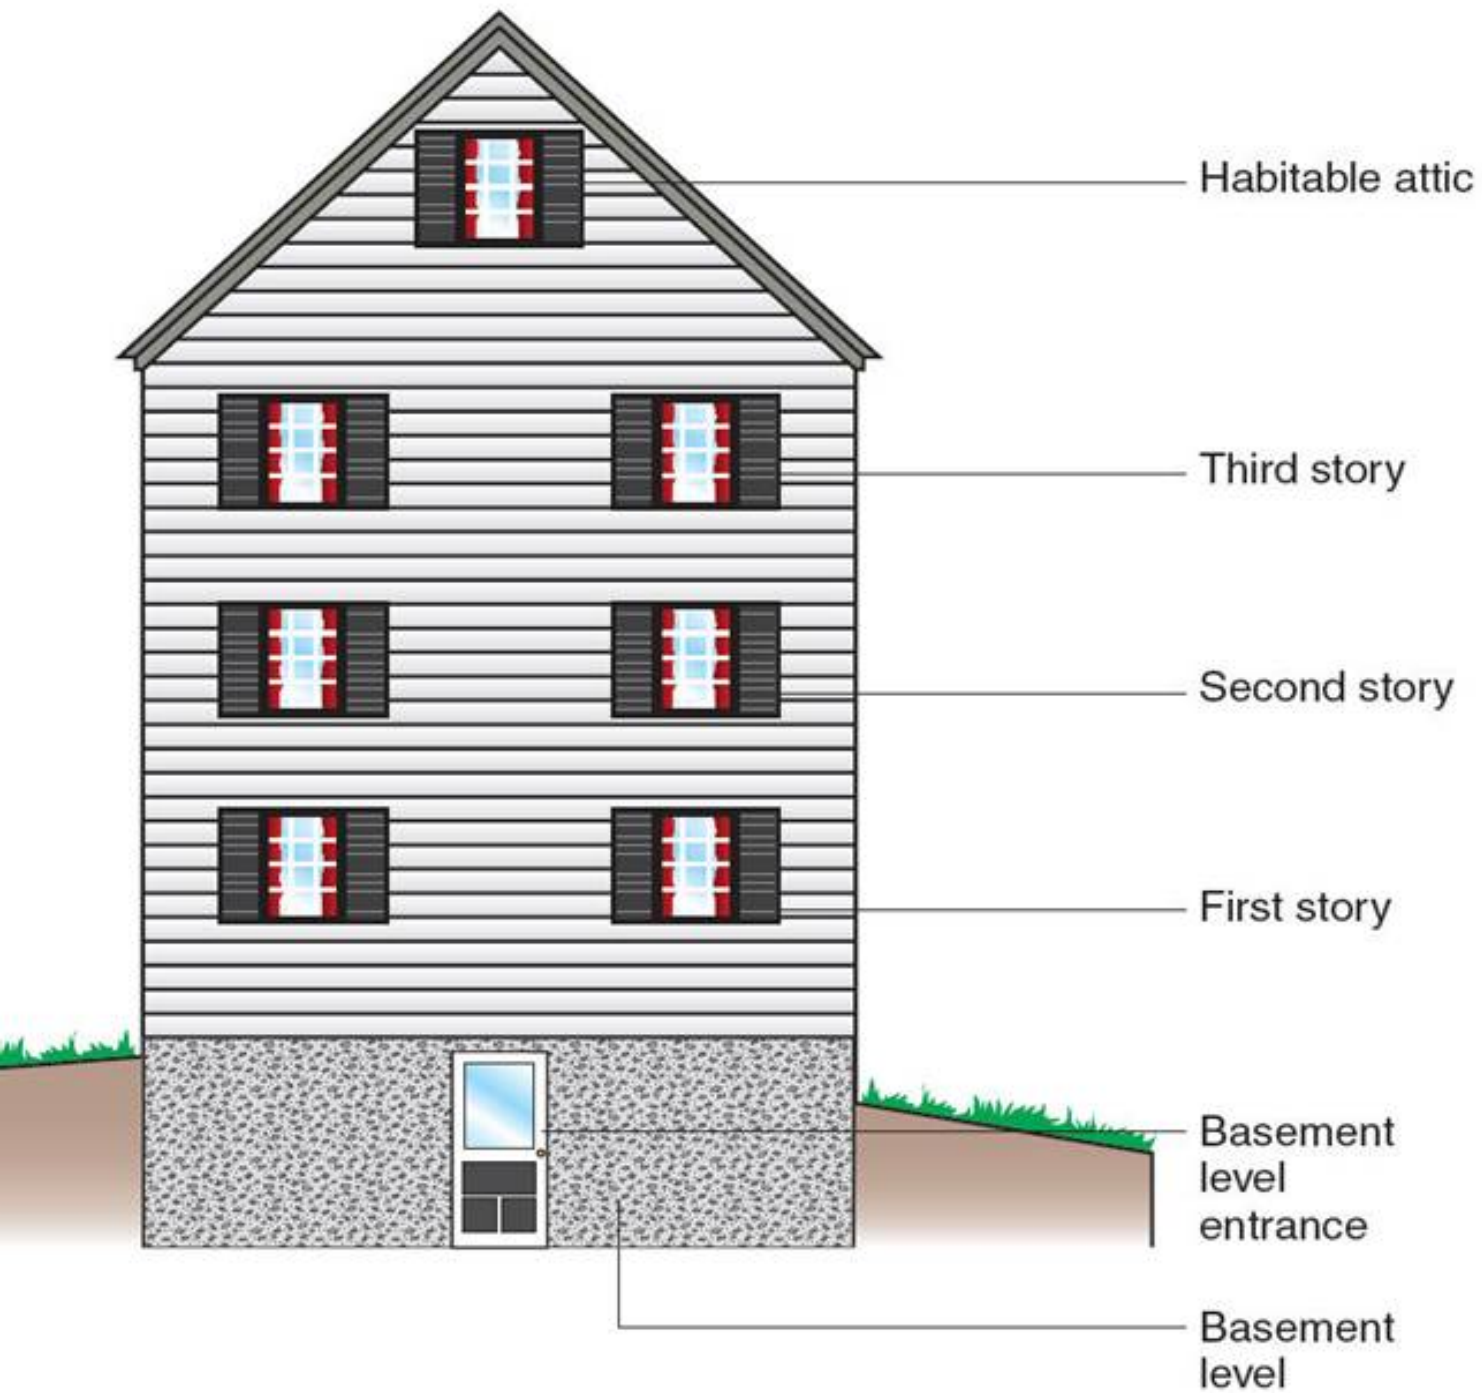 Habitable attic
Third story
Second story
First story
Basement
level
entrance
Basement
level